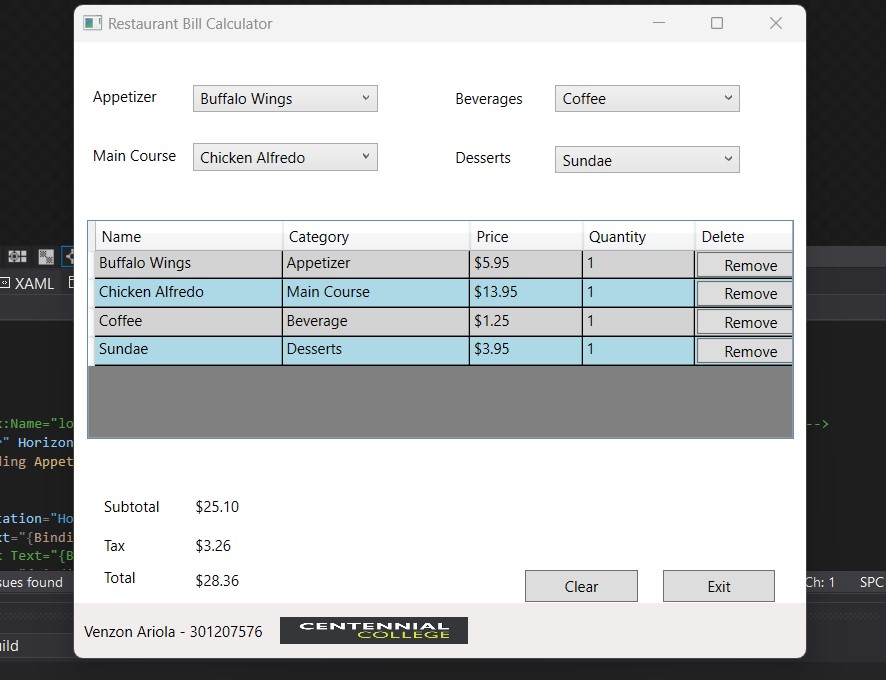 Restaurant Bill Calculator
Appetizer Buffalo Wings Beverages Coffee
Main Course Chicken Alfredo Desserts Sundae
Name Category Price Quantity Delete
Buffalo Wings Appetizer $5.95 1 Remove
Chicken Alfredo Main Course $13.95 1 Remove
Coffee Beverage $1.25 1 Remove
Sundae Desserts $3.95 1 Remove
XAML
:Name="lo -->
" Horizon
ing Appet
Subtotal $25.10
tation="Ho
xt="{Bindi
Tax $3.26
t Text="{B
Total $28.36
sues found Clear Exit Ch: 1 SPC
Venzon Ariola - 301207576 CENTENNIAL
COLLEGE
ild